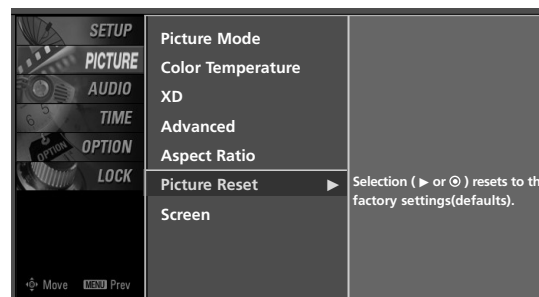 SETUP
PICTURE
AUDIO
TIME
OPTION
LOCK
Move MENU Prev
Picture Mode
Color Temperature
XD
Advanced
Aspect Ratio
Picture Reset ▶
Screen
Selection ( ▶ or ⊙ ) resets to th
factory settings(defaults).